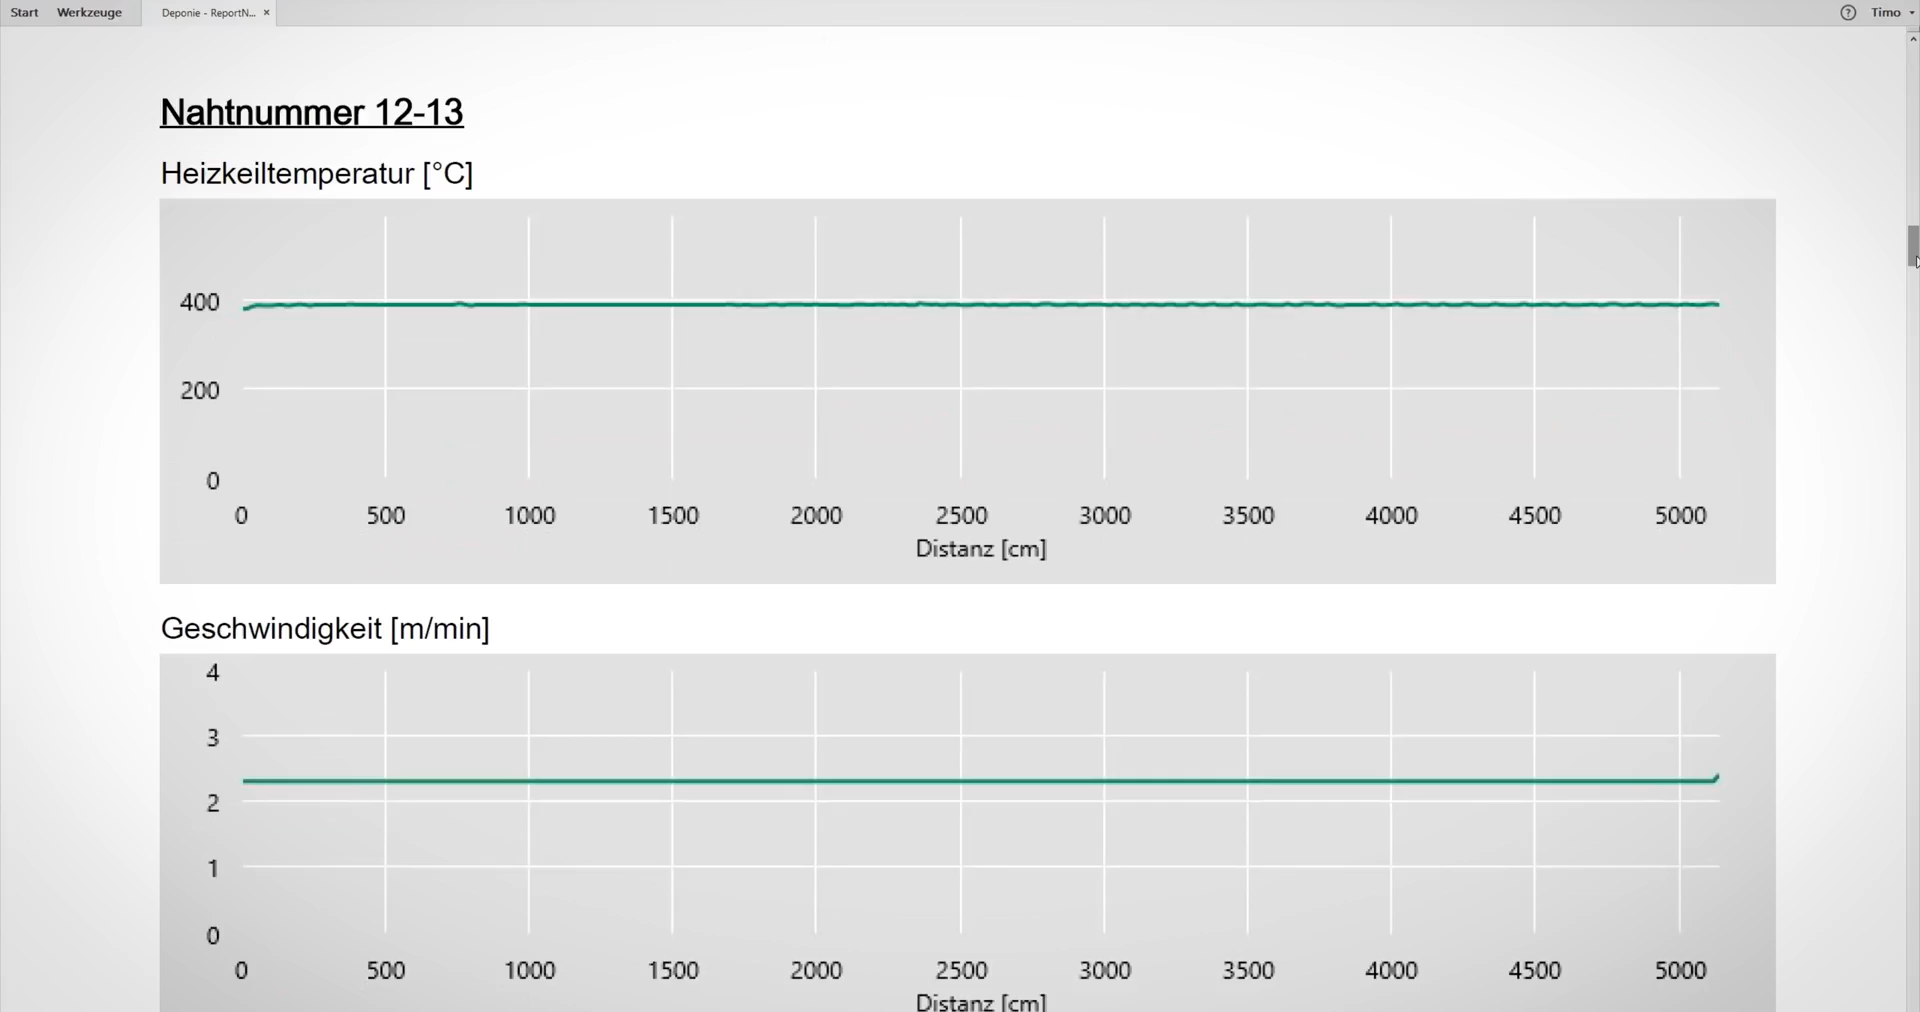 Start Werkzeuge Deponie - ReportN... × ? Timo
Nahtnummer 12-13
Heizkeiltemperatur [°C]
400
200
0
0 500 1000 1500 2000 2500 3000 3500 4000 4500 5000
Distanz [cm]
Geschwindigkeit [m/min]
4
3
2
1
0
0 500 1000 1500 2000 2500 3000 3500 4000 4500 5000
Distanz [cm]